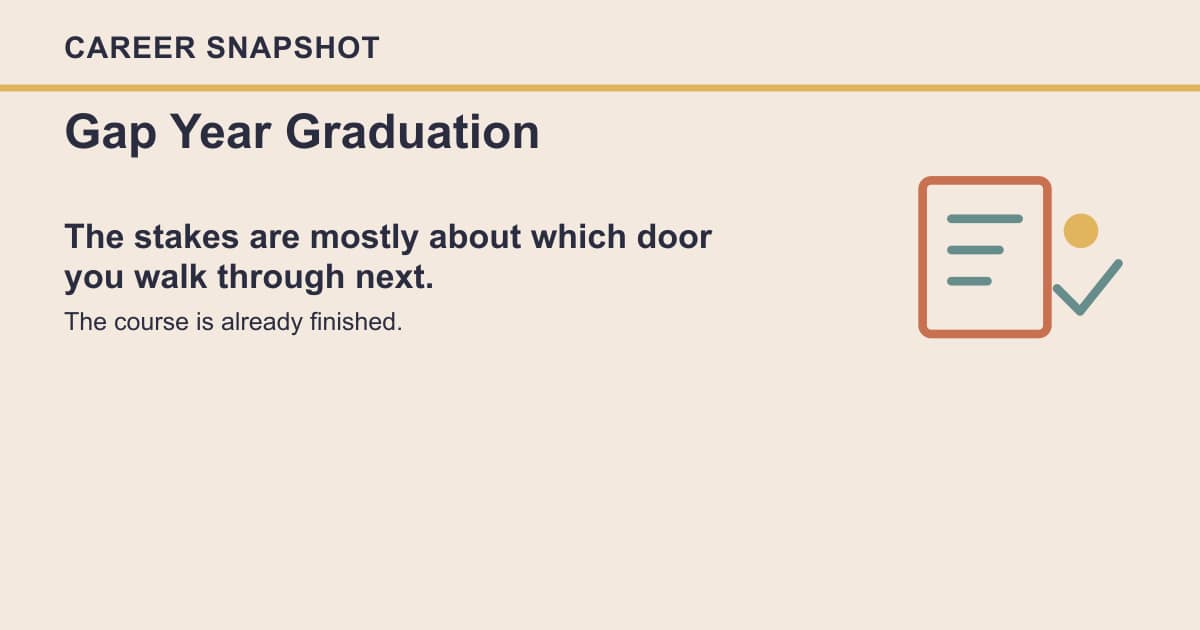 CAREER SNAPSHOT
Gap Year Graduation
The stakes are mostly about which door
you walk through next.
The course is already finished.